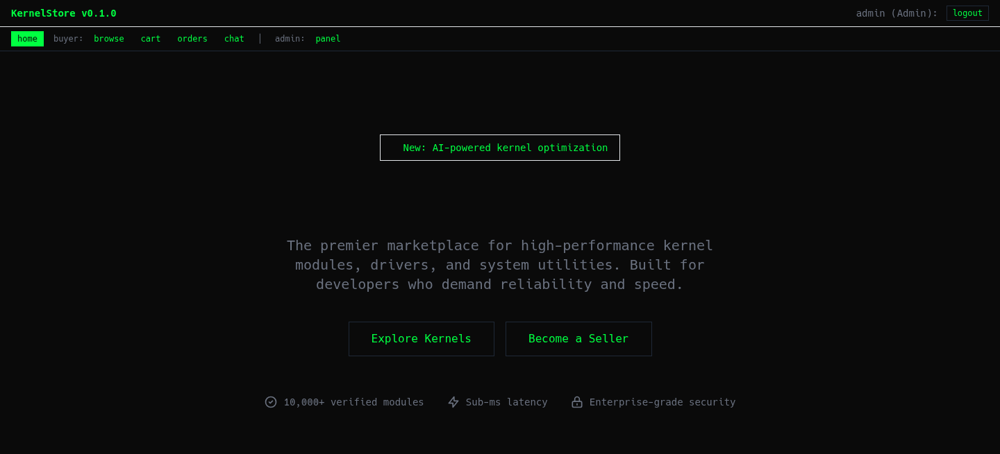 KernelStore v0.1.0
admin (Admin): logout
home buyer: browse cart orders chat | admin: panel
New: AI-powered kernel optimization
The premier marketplace for high-performance kernel
modules, drivers, and system utilities. Built for
developers who demand reliability and speed.
Explore Kernels Become a Seller
10,000+ verified modules Sub-ms latency Enterprise-grade security